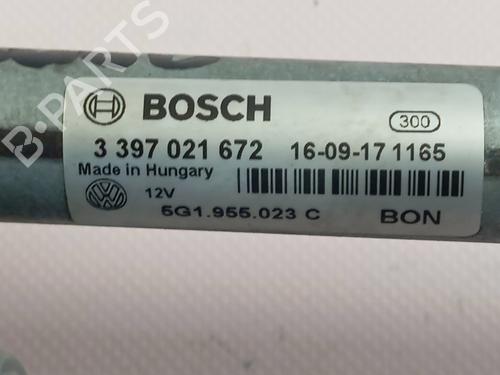 BOSCH
300
3 397 021 672 16-09-17 1165
Made in Hungary
12V
5G1.955.023 C BON
B-PARTS